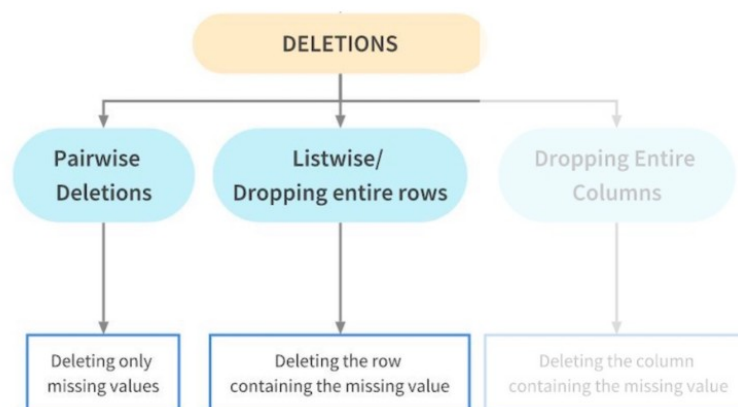 DELETIONS
Pairwise
Deletions
Listwise/
Dropping entire rows
Dropping Entire
Columns
Deleting only
missing values
Deleting the row
containing the missing value
Deleting the column
containing the missing value